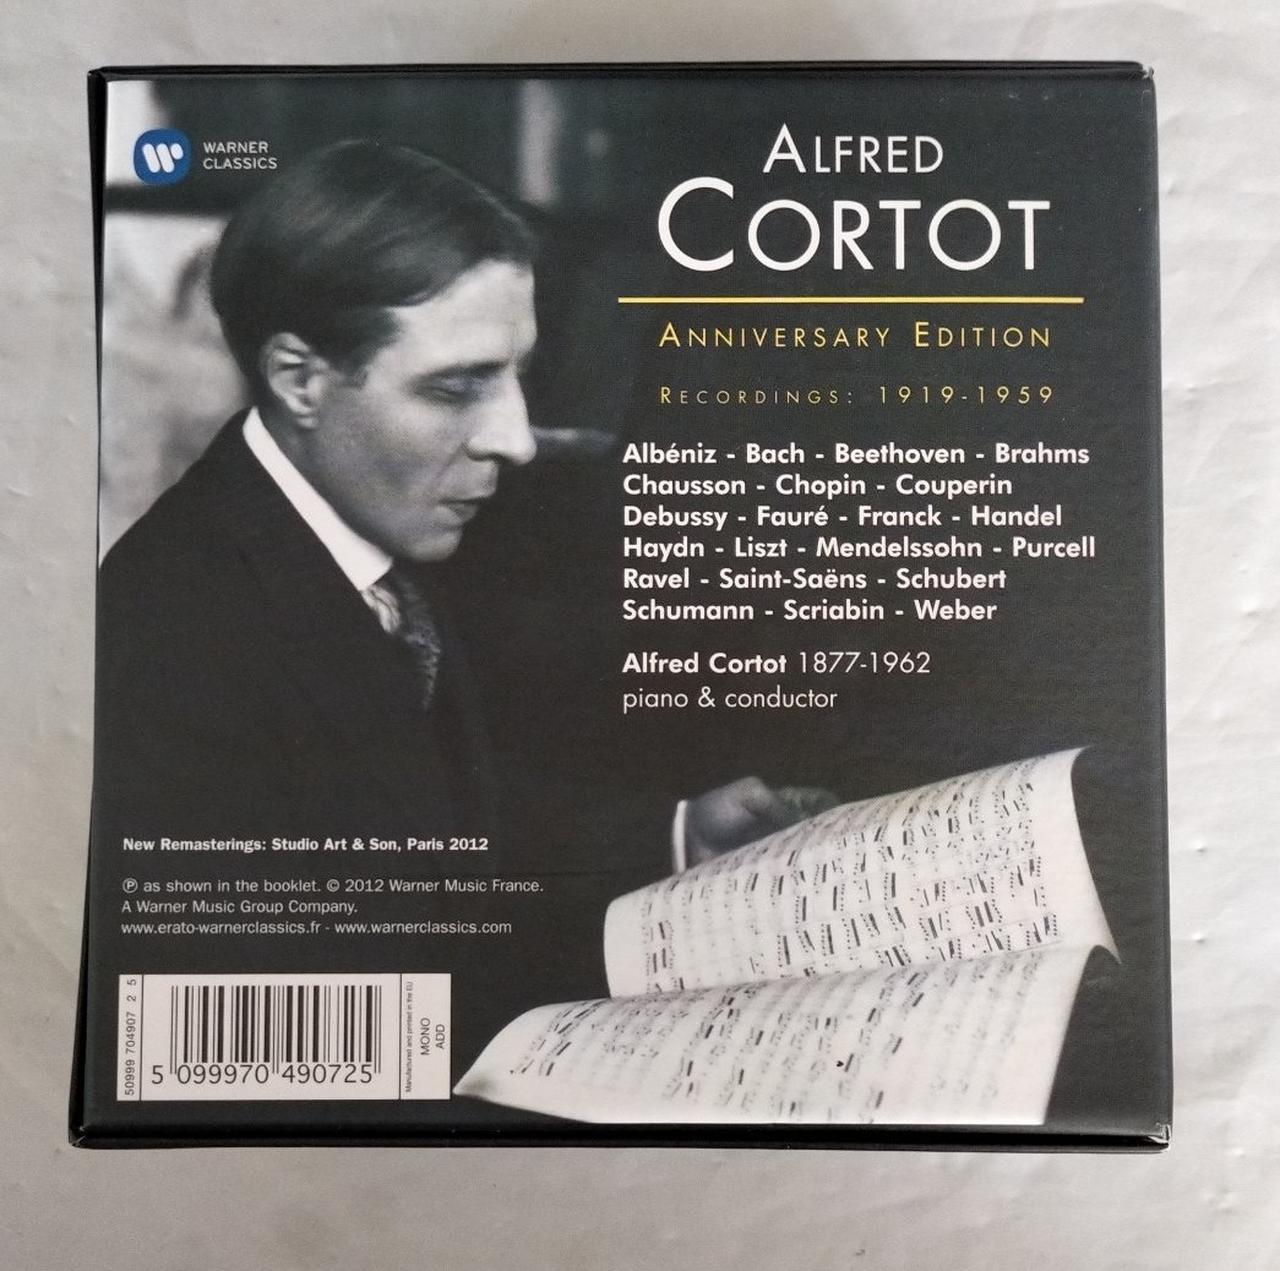 WARNER
CLASSICS
ALFRED
CORTOT
ANNIVERSARY EDITION
RECORDINGS: 1919-1959
Albéniz - Bach - Beethoven - Brahms
Chausson - Chopin - Couperin
Debussy - Fauré - Franck - Handel
Haydn - Liszt - Mendelssohn - Purcell
Ravel - Saint-Saëns - Schubert
Schumann - Scriabin - Weber
Alfred Cortot 1877-1962
piano & conductor
New Remasterings: Studio Art & Son, Paris 2012
℗ as shown in the booklet. © 2012 Warner Music France.
A Warner Music Group Company.
www.erato-warnerclassics.fr - www.warnerclassics.com
50999 704907 2 5
5 099970 490725
Manufactured and printed in the EU
MONO
ADD